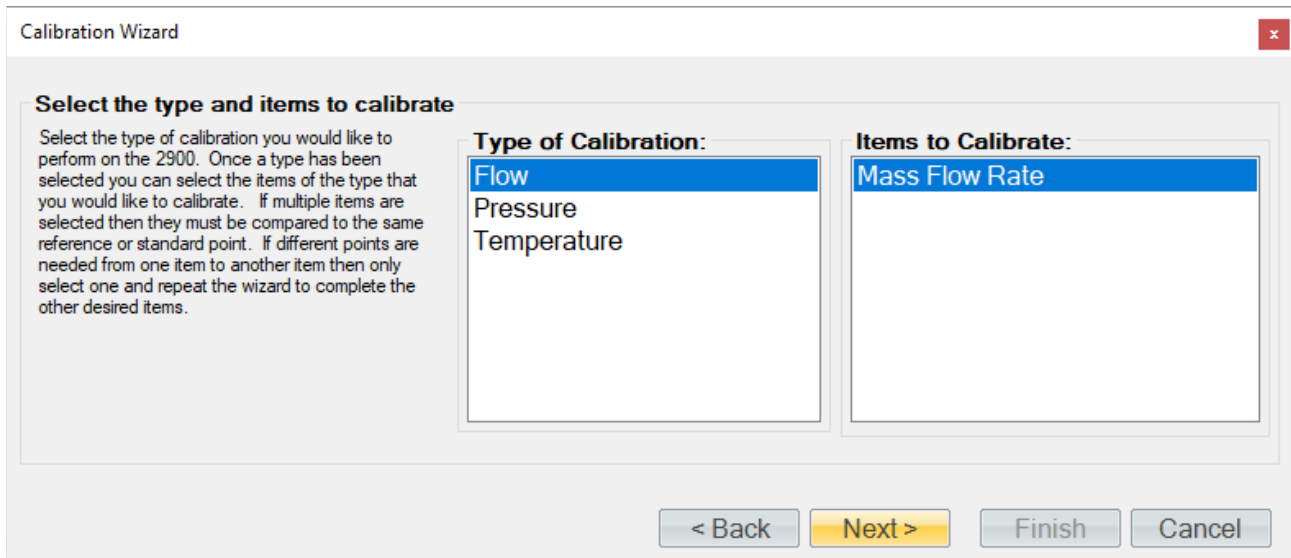 Calibration Wizard
x
Select the type and items to calibrate
Select the type of calibration you would like to
perform on the 2900. Once a type has been
selected you can select the items of the type that
you would like to calibrate. If multiple items are
selected then they must be compared to the same
reference or standard point. If different points are
needed from one item to another item then only
select one and repeat the wizard to complete the
other desired items.
Type of Calibration:
Flow
Pressure
Temperature
Items to Calibrate:
Mass Flow Rate
< Back
Next >
Finish
Cancel